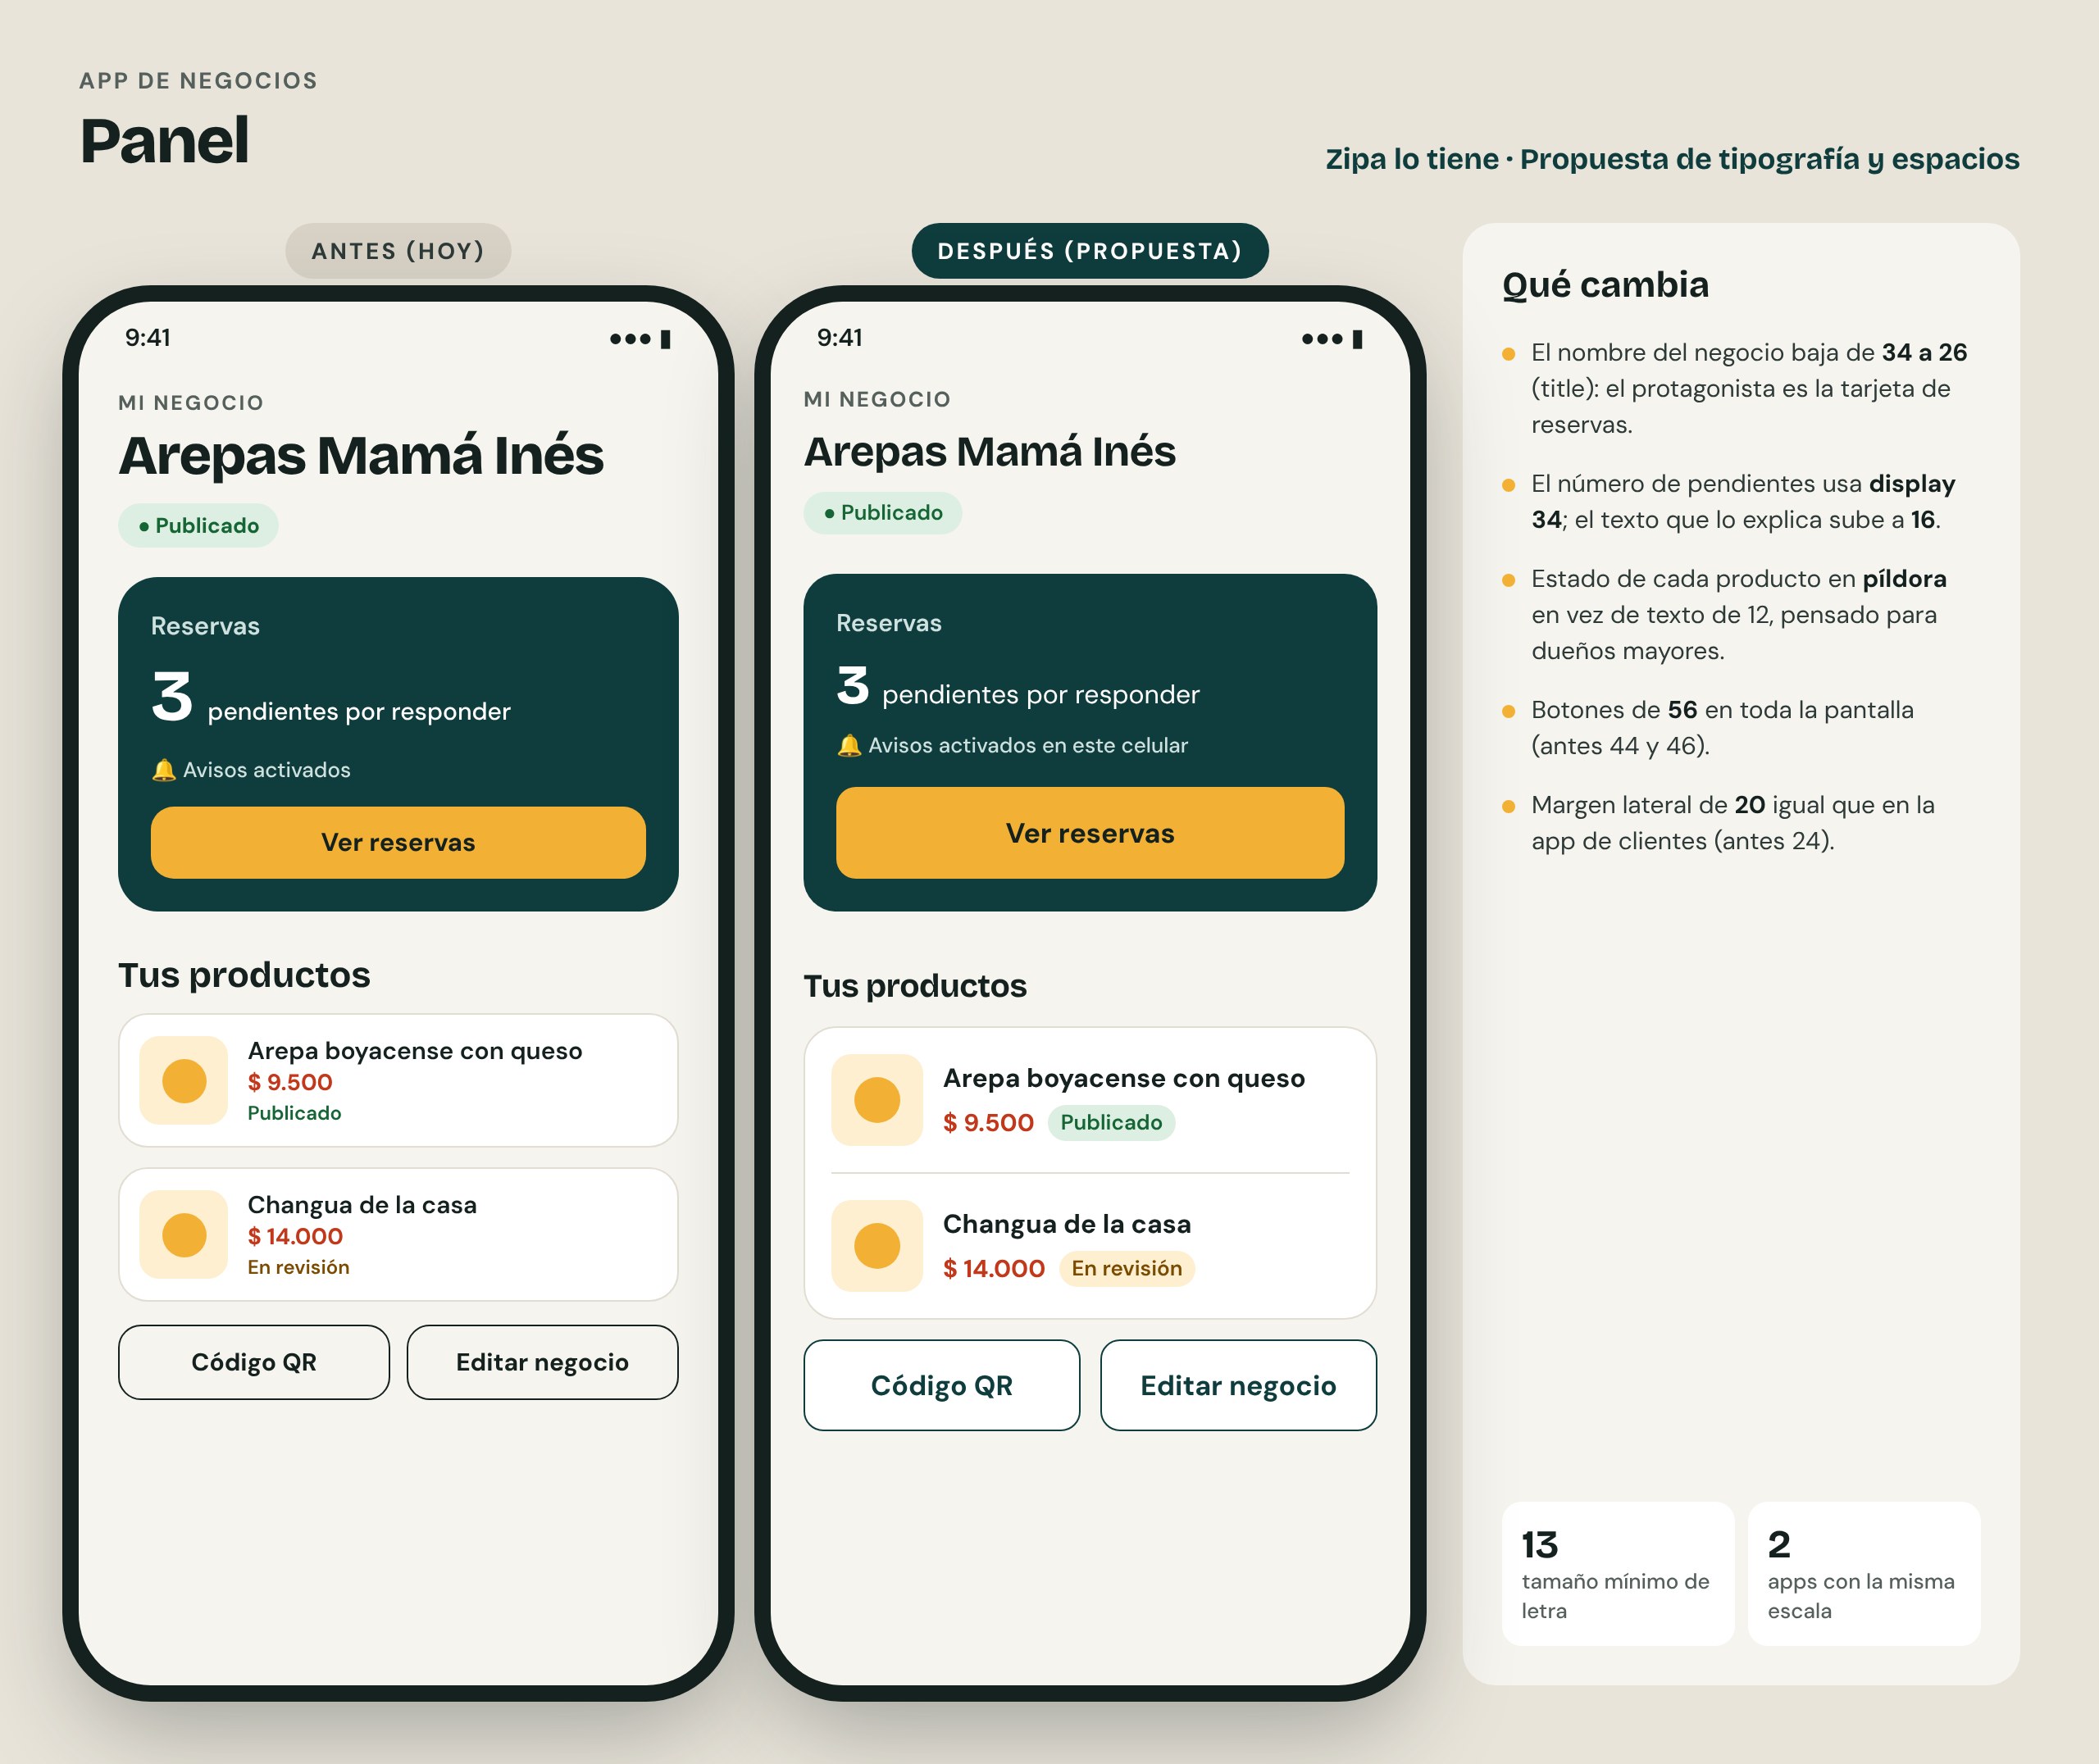 APP DE NEGOCIOS
Panel
Zipa lo tiene · Propuesta de tipografía y espacios
ANTES (HOY)
9:41
MI NEGOCIO
Arepas Mamá Inés
● Publicado
Reservas
3 pendientes por responder
🔔 Avisos activados
Ver reservas
Tus productos
Arepa boyacense con queso
$ 9.500
Publicado
Changua de la casa
$ 14.000
En revisión
Código QR
Editar negocio
DESPUÉS (PROPUESTA)
9:41
MI NEGOCIO
Arepas Mamá Inés
● Publicado
Reservas
3 pendientes por responder
🔔 Avisos activados en este celular
Ver reservas
Tus productos
Arepa boyacense con queso
$ 9.500 Publicado
Changua de la casa
$ 14.000 En revisión
Código QR
Editar negocio
Qué cambia
El nombre del negocio baja de 34 a 26
(title): el protagonista es la tarjeta de
reservas.
El número de pendientes usa display
34; el texto que lo explica sube a 16.
Estado de cada producto en píldora
en vez de texto de 12, pensado para
dueños mayores.
Botones de 56 en toda la pantalla
(antes 44 y 46).
Margen lateral de 20 igual que en la
app de clientes (antes 24).
13
tamaño mínimo de
letra
2
apps con la misma
escala